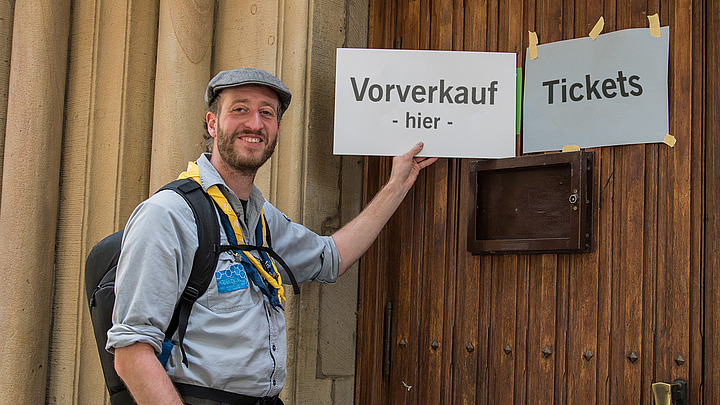 Vorverkauf
- hier -
Tickets